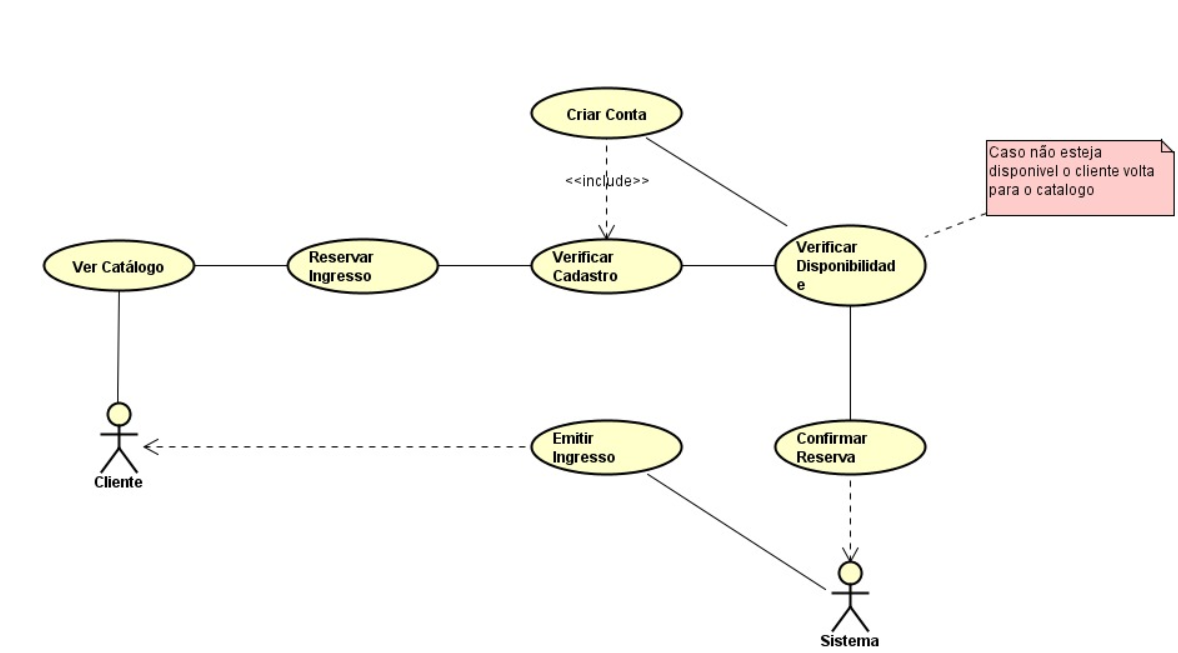 Criar Conta
<<include>>
Caso não esteja
disponivel o cliente volta
para o catalogo
Ver Catálogo
Reservar
Ingresso
Verificar
Cadastro
Verificar
Disponibilidad
e
Cliente
Emitir
Ingresso
Confirmar
Reserva
Sistema